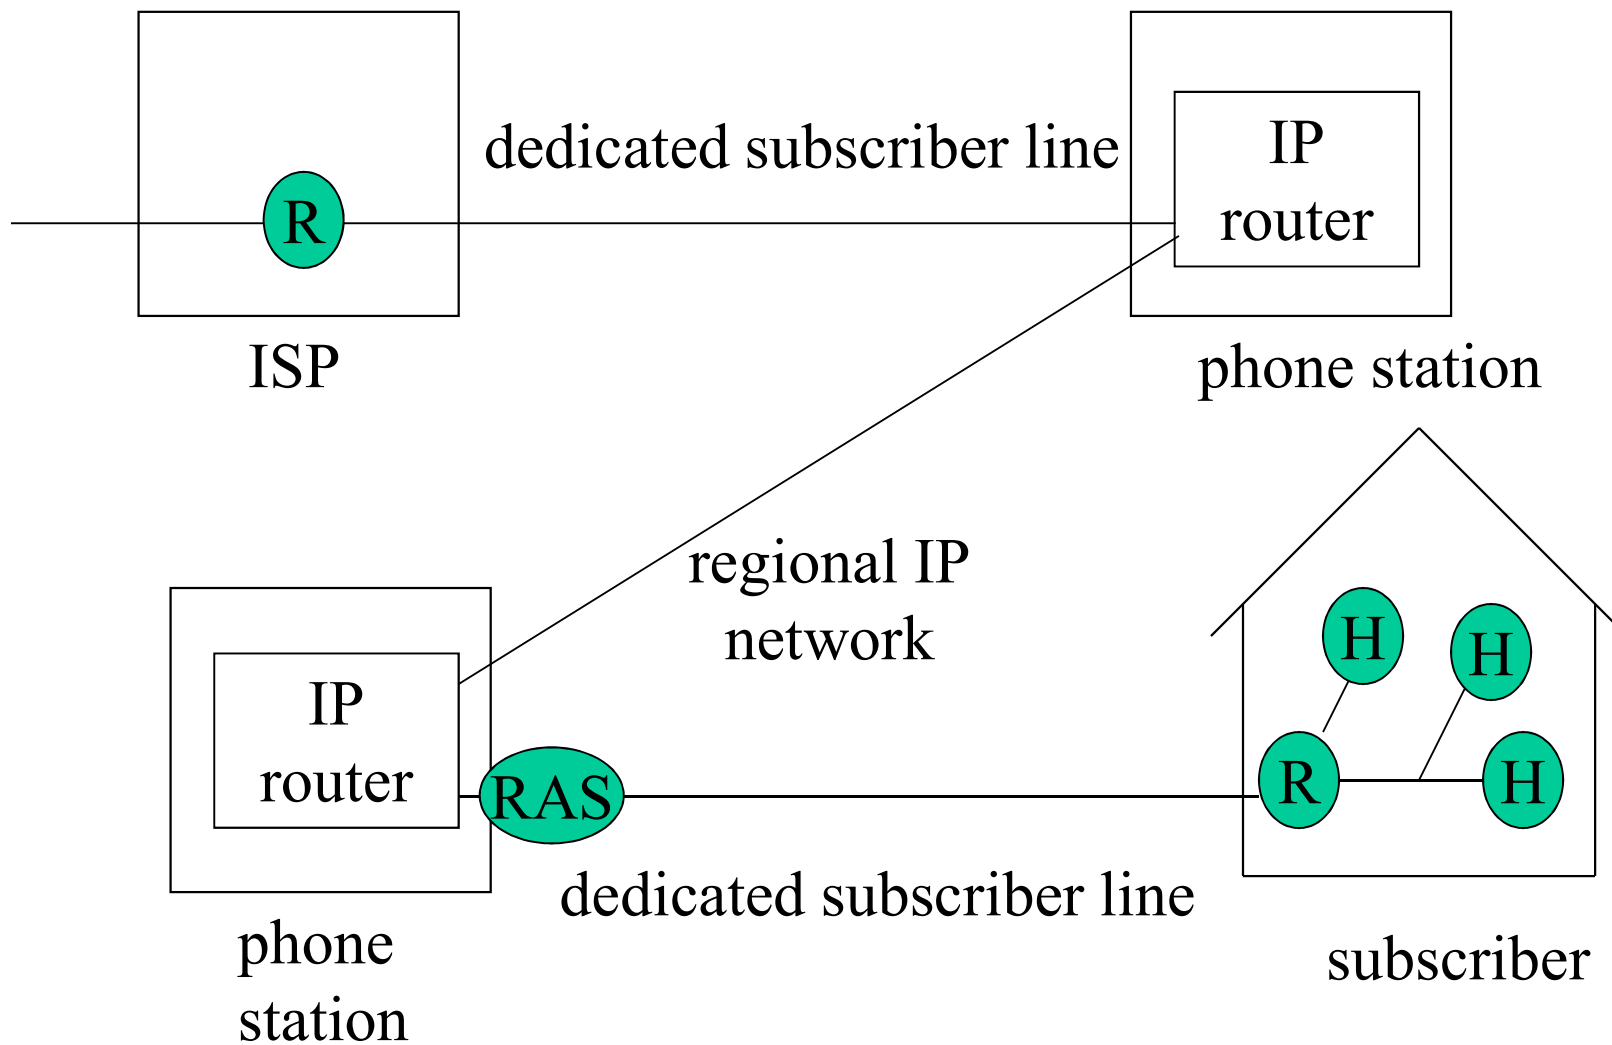 dedicated subscriber line
IP
router
R
ISP
phone station
regional IP
network
H
H
IP
router
RAS
R
H
dedicated subscriber line
phone
station
subscriber